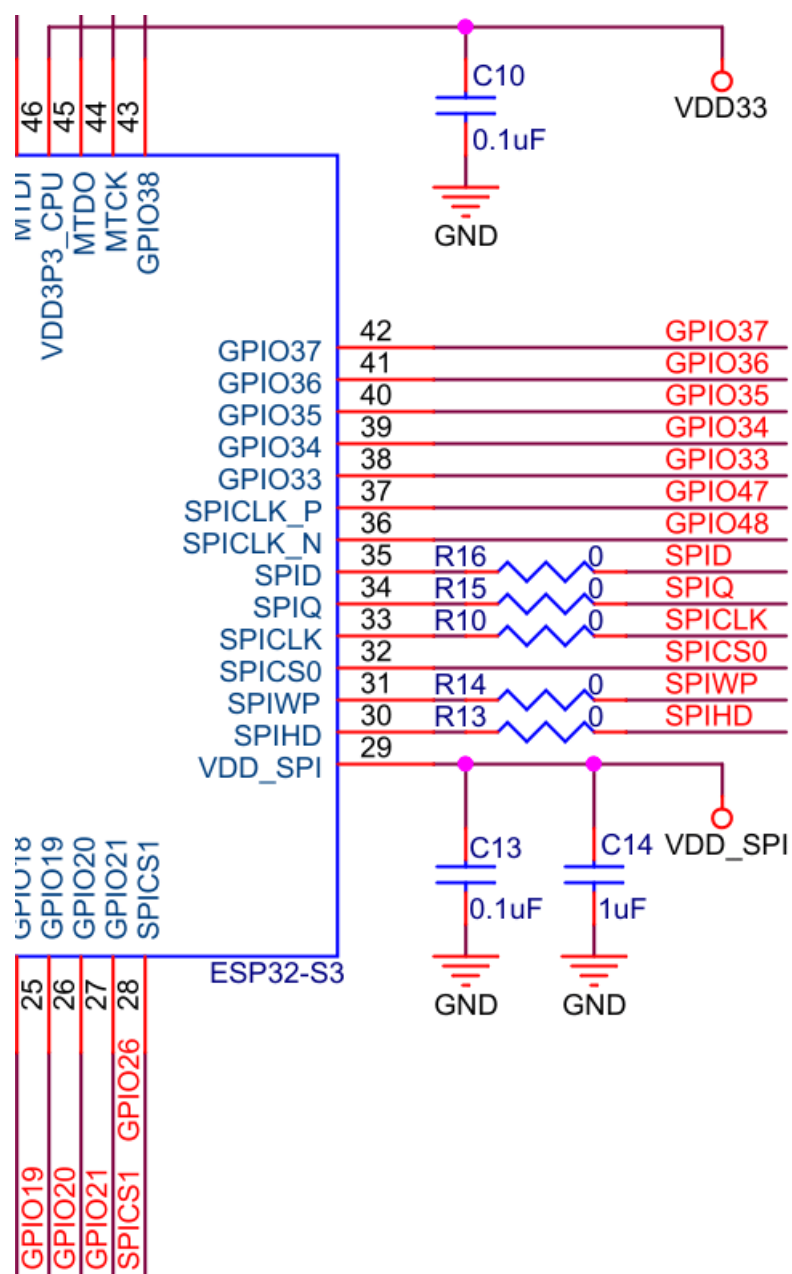 C10
VDD33
0.1uF
GND
46
45
44
43
MTDI
VDD3P3_CPU
MTDO
MTCK
GPIO38
GPIO37 42 GPIO37
GPIO36 41 GPIO36
GPIO35 40 GPIO35
GPIO34 39 GPIO34
GPIO33 38 GPIO33
SPICLK_P 37 GPIO47
SPICLK_N 36 GPIO48
SPID 35 R16 0 SPID
SPIQ 34 R15 0 SPIQ
SPICLK 33 R10 0 SPICLK
SPICS0 32 SPICS0
SPIWP 31 R14 0 SPIWP
SPIHD 30 R13 0 SPIHD
VDD_SPI 29
C13
C14
VDD_SPI
0.1uF
1uF
GND
GND
GPIO18
GPIO19
GPIO20
GPIO21
SPICS1
ESP32-S3
25
26
27
28
GPIO19
GPIO20
GPIO21
SPICS1 GPIO26